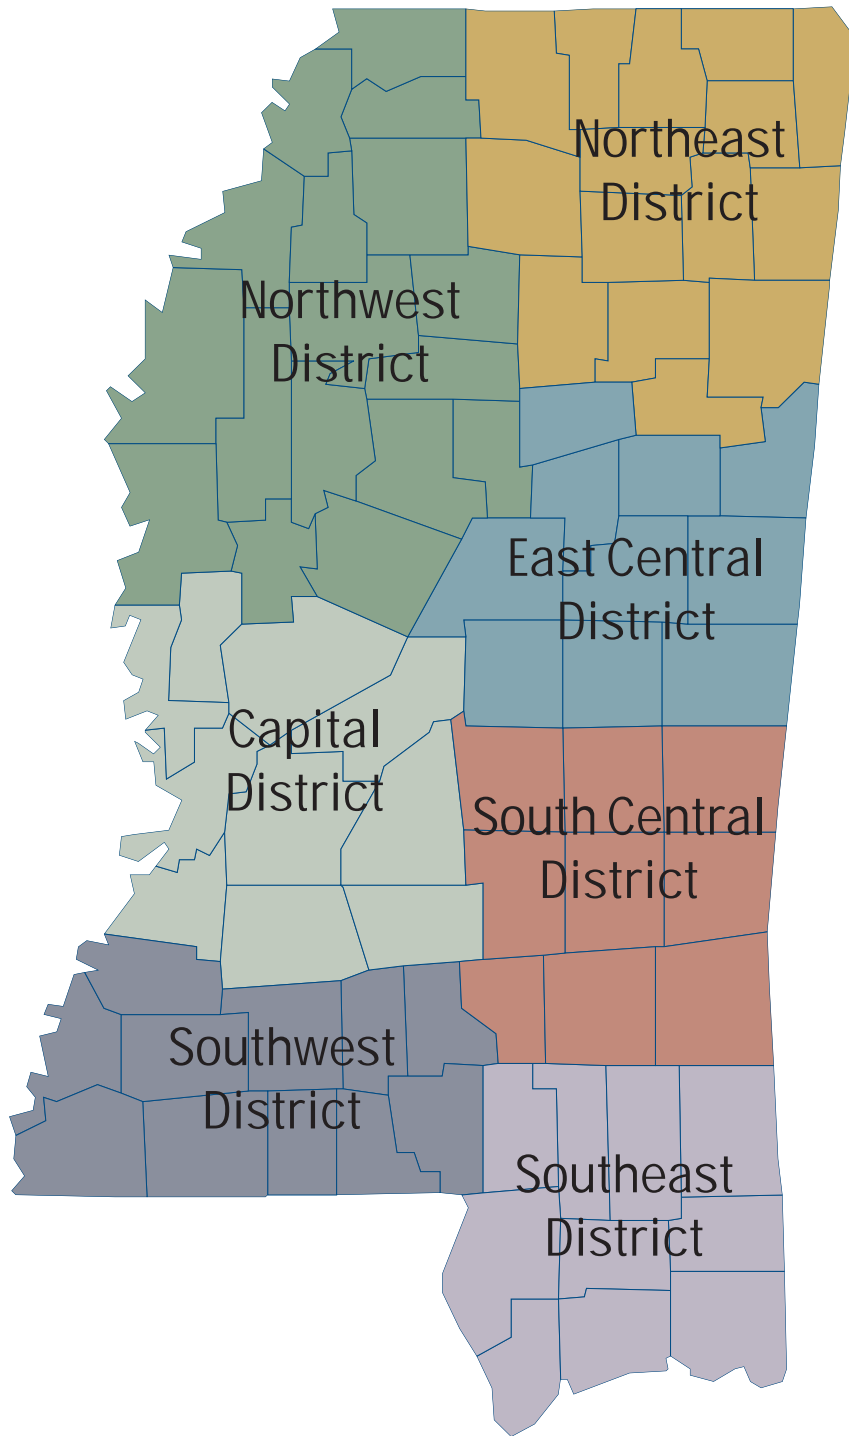 Northeast
District
Northwest
District
East Central
District
Capital
District
South Central
District
Southwest
District
Southeast
District